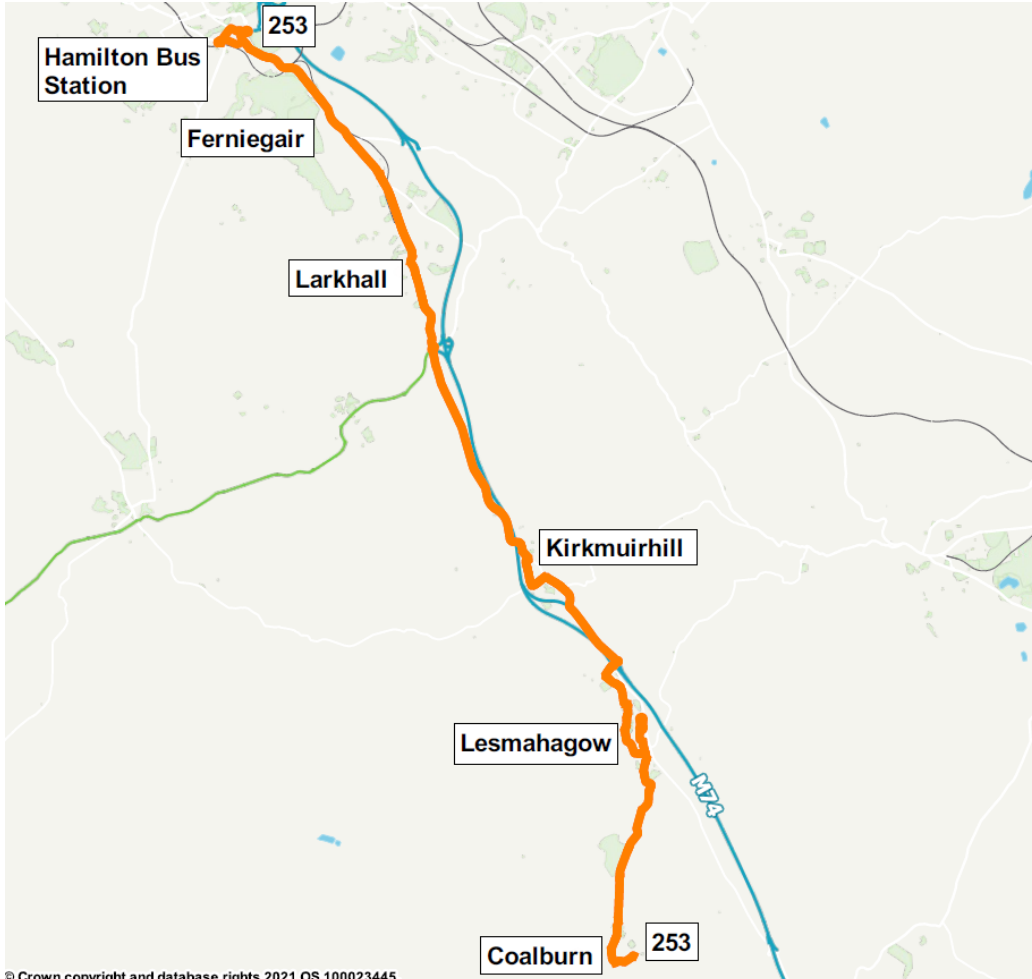 253
Hamilton Bus
Station
Ferniegair
Larkhall
Kirkmuirhill
Lesmahagow
M74
Coalburn
253
© Crown copyright and database rights 2021 OS 100023445